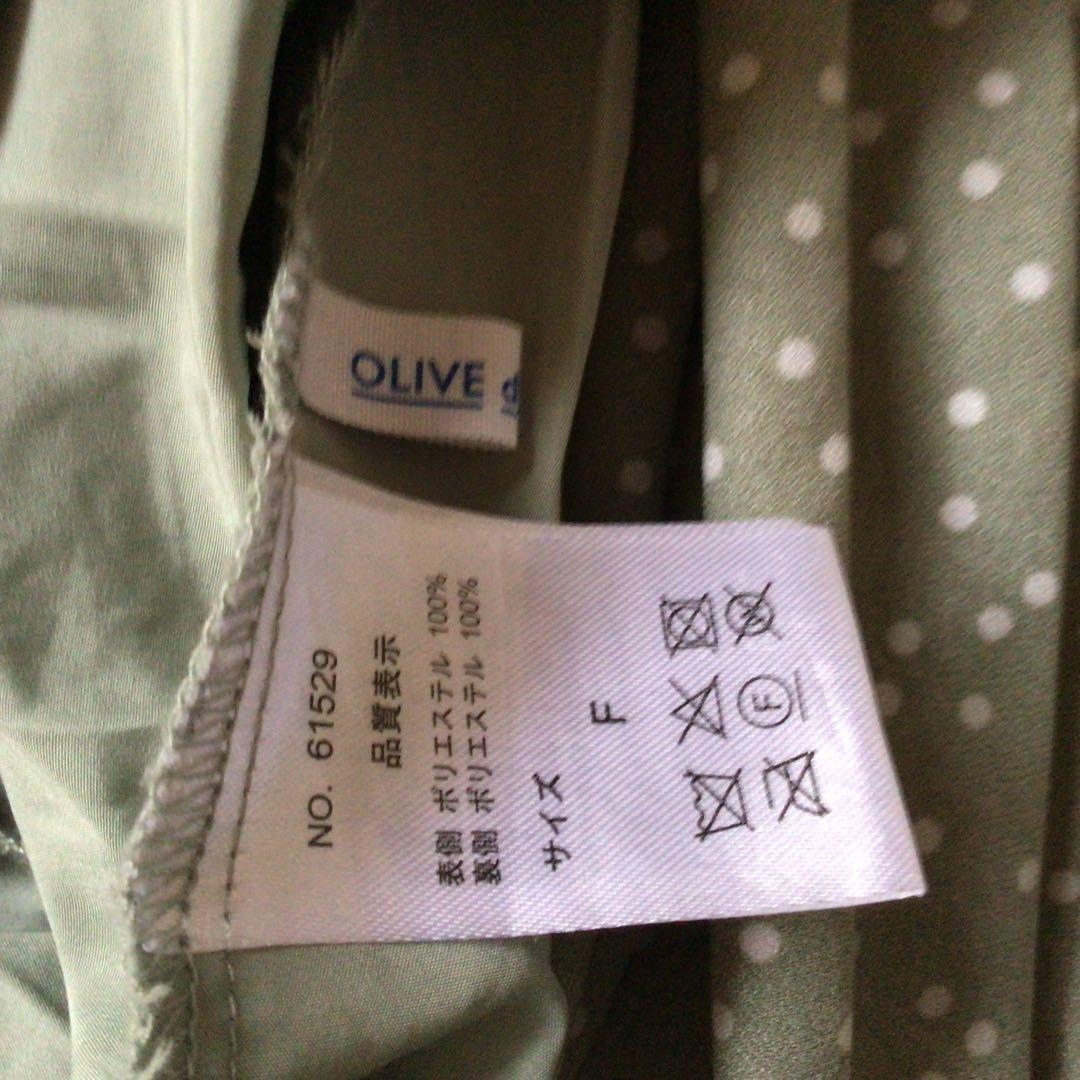 OLIVE
NO. 61529
品質表示
表側 ポリエステル 100%
裏側 ポリエステル 100%
サイズ
F
F